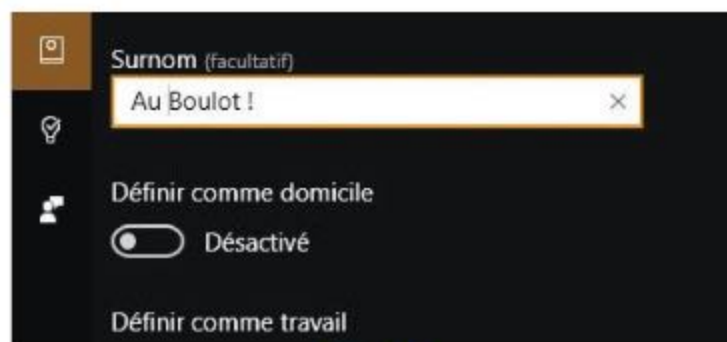 Surnom (facultatif)
Au Boulot !
Définir comme domicile
Désactivé
Définir comme travail